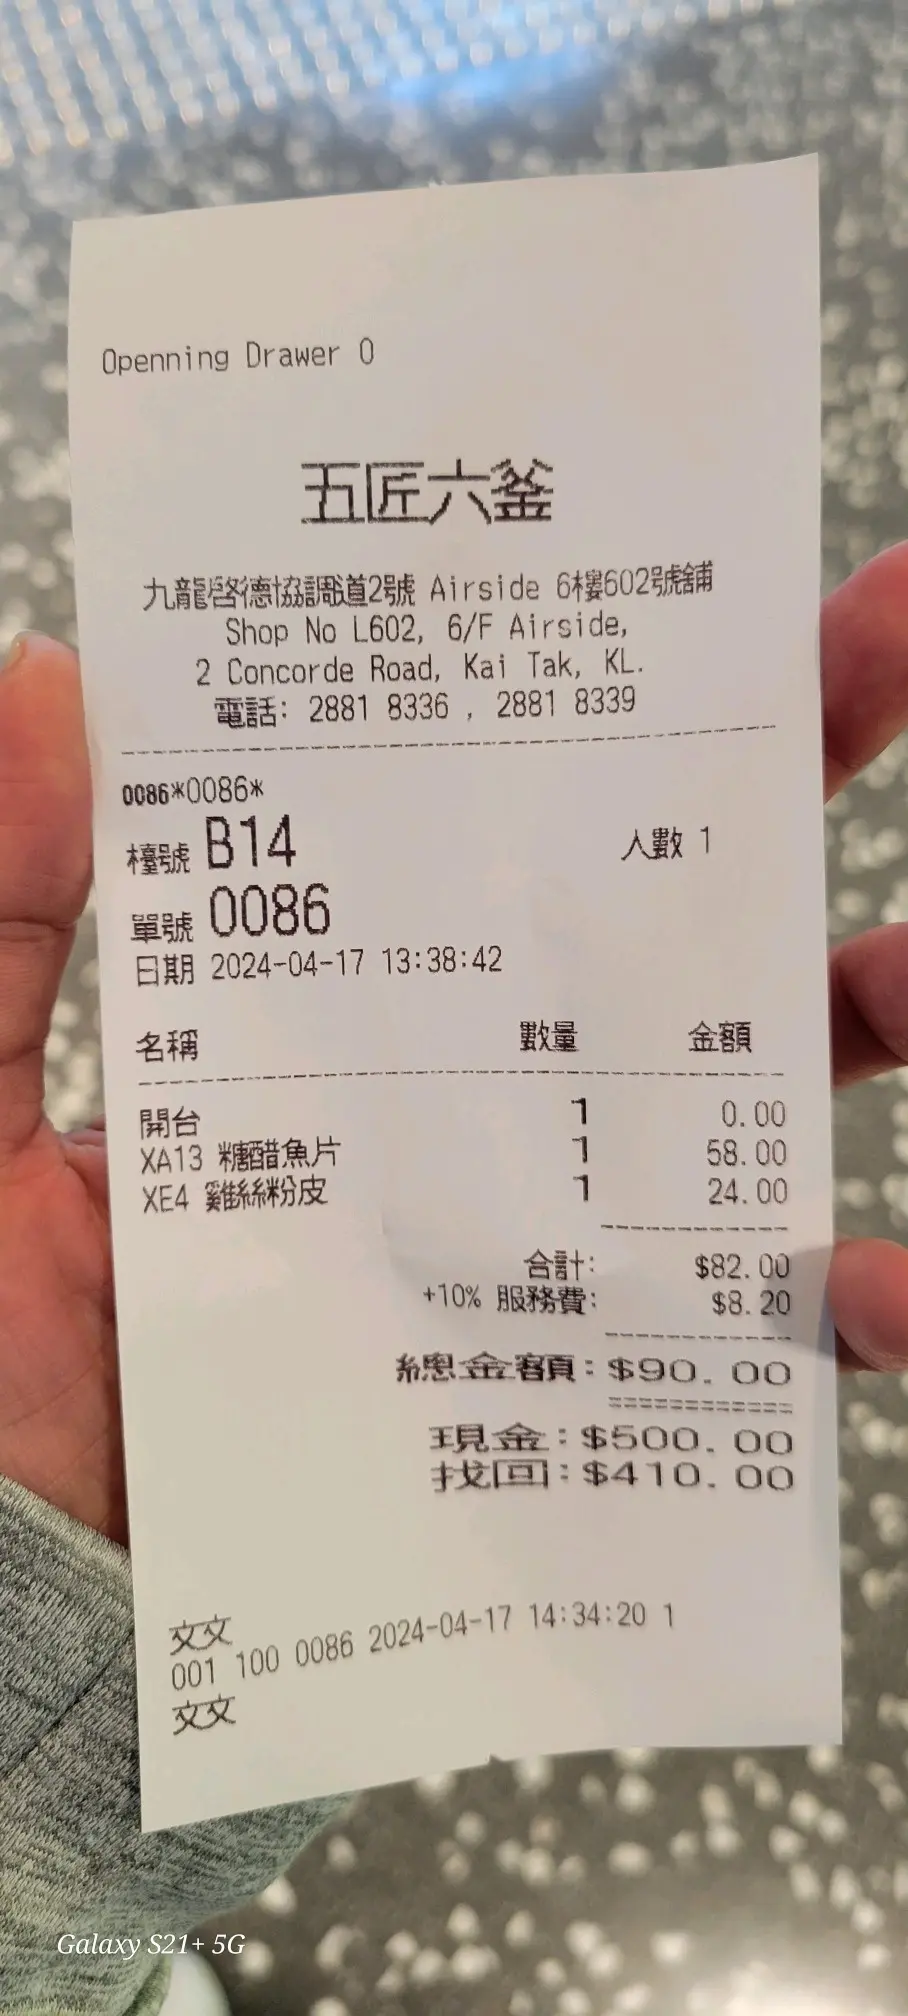 Openning Drawer 0
五匠六釜
九龍啓德協調道2號 Airside 6樓602號舖
Shop No L602, 6/F Airside,
2 Concorde Road, Kai Tak, KL.
電話: 2881 8336 , 2881 8339
0086*0086*
檯號 B14 人數 1
單號 0086
日期 2024-04-17 13:38:42
名稱 數量 金額
開台 1 0.00
XA13 糖醋魚片 1 58.00
XE4 雞絲粉皮 1 24.00
合計: $82.00
+10% 服務費: $8.20
總金額: $90.00
現金: $500.00
找回: $410.00
文文
001 100 0086 2024-04-17 14:34:20 1
文文
Galaxy S21+ 5G